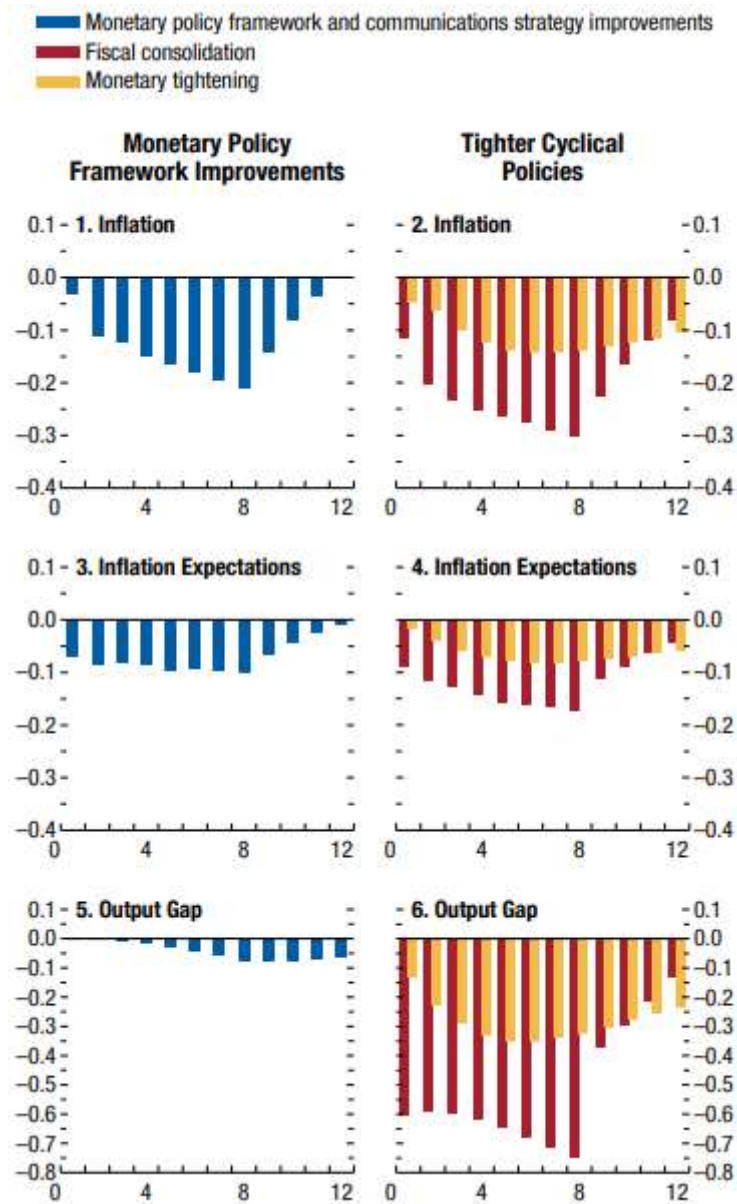 Monetary policy framework and communications strategy improvements
Fiscal consolidation
Monetary tightening
Monetary Policy
Framework Improvements
Tighter Cyclical
Policies
0.1 1. Inflation
0.0
–0.1
–0.2
–0.3
–0.4
0 4 8 12
2. Inflation 0.1
0.0
–0.1
–0.2
–0.3
–0.4
0 4 8 12
0.1 3. Inflation Expectations
0.0
–0.1
–0.2
–0.3
–0.4
0 4 8 12
4. Inflation Expectations 0.1
0.0
–0.1
–0.2
–0.3
–0.4
0 4 8 12
0.1 5. Output Gap
0.0
–0.1
–0.2
–0.3
–0.4
–0.5
–0.6
–0.7
–0.8
0 4 8 12
6. Output Gap 0.1
0.0
–0.1
–0.2
–0.3
–0.4
–0.5
–0.6
–0.7
–0.8
0 4 8 12